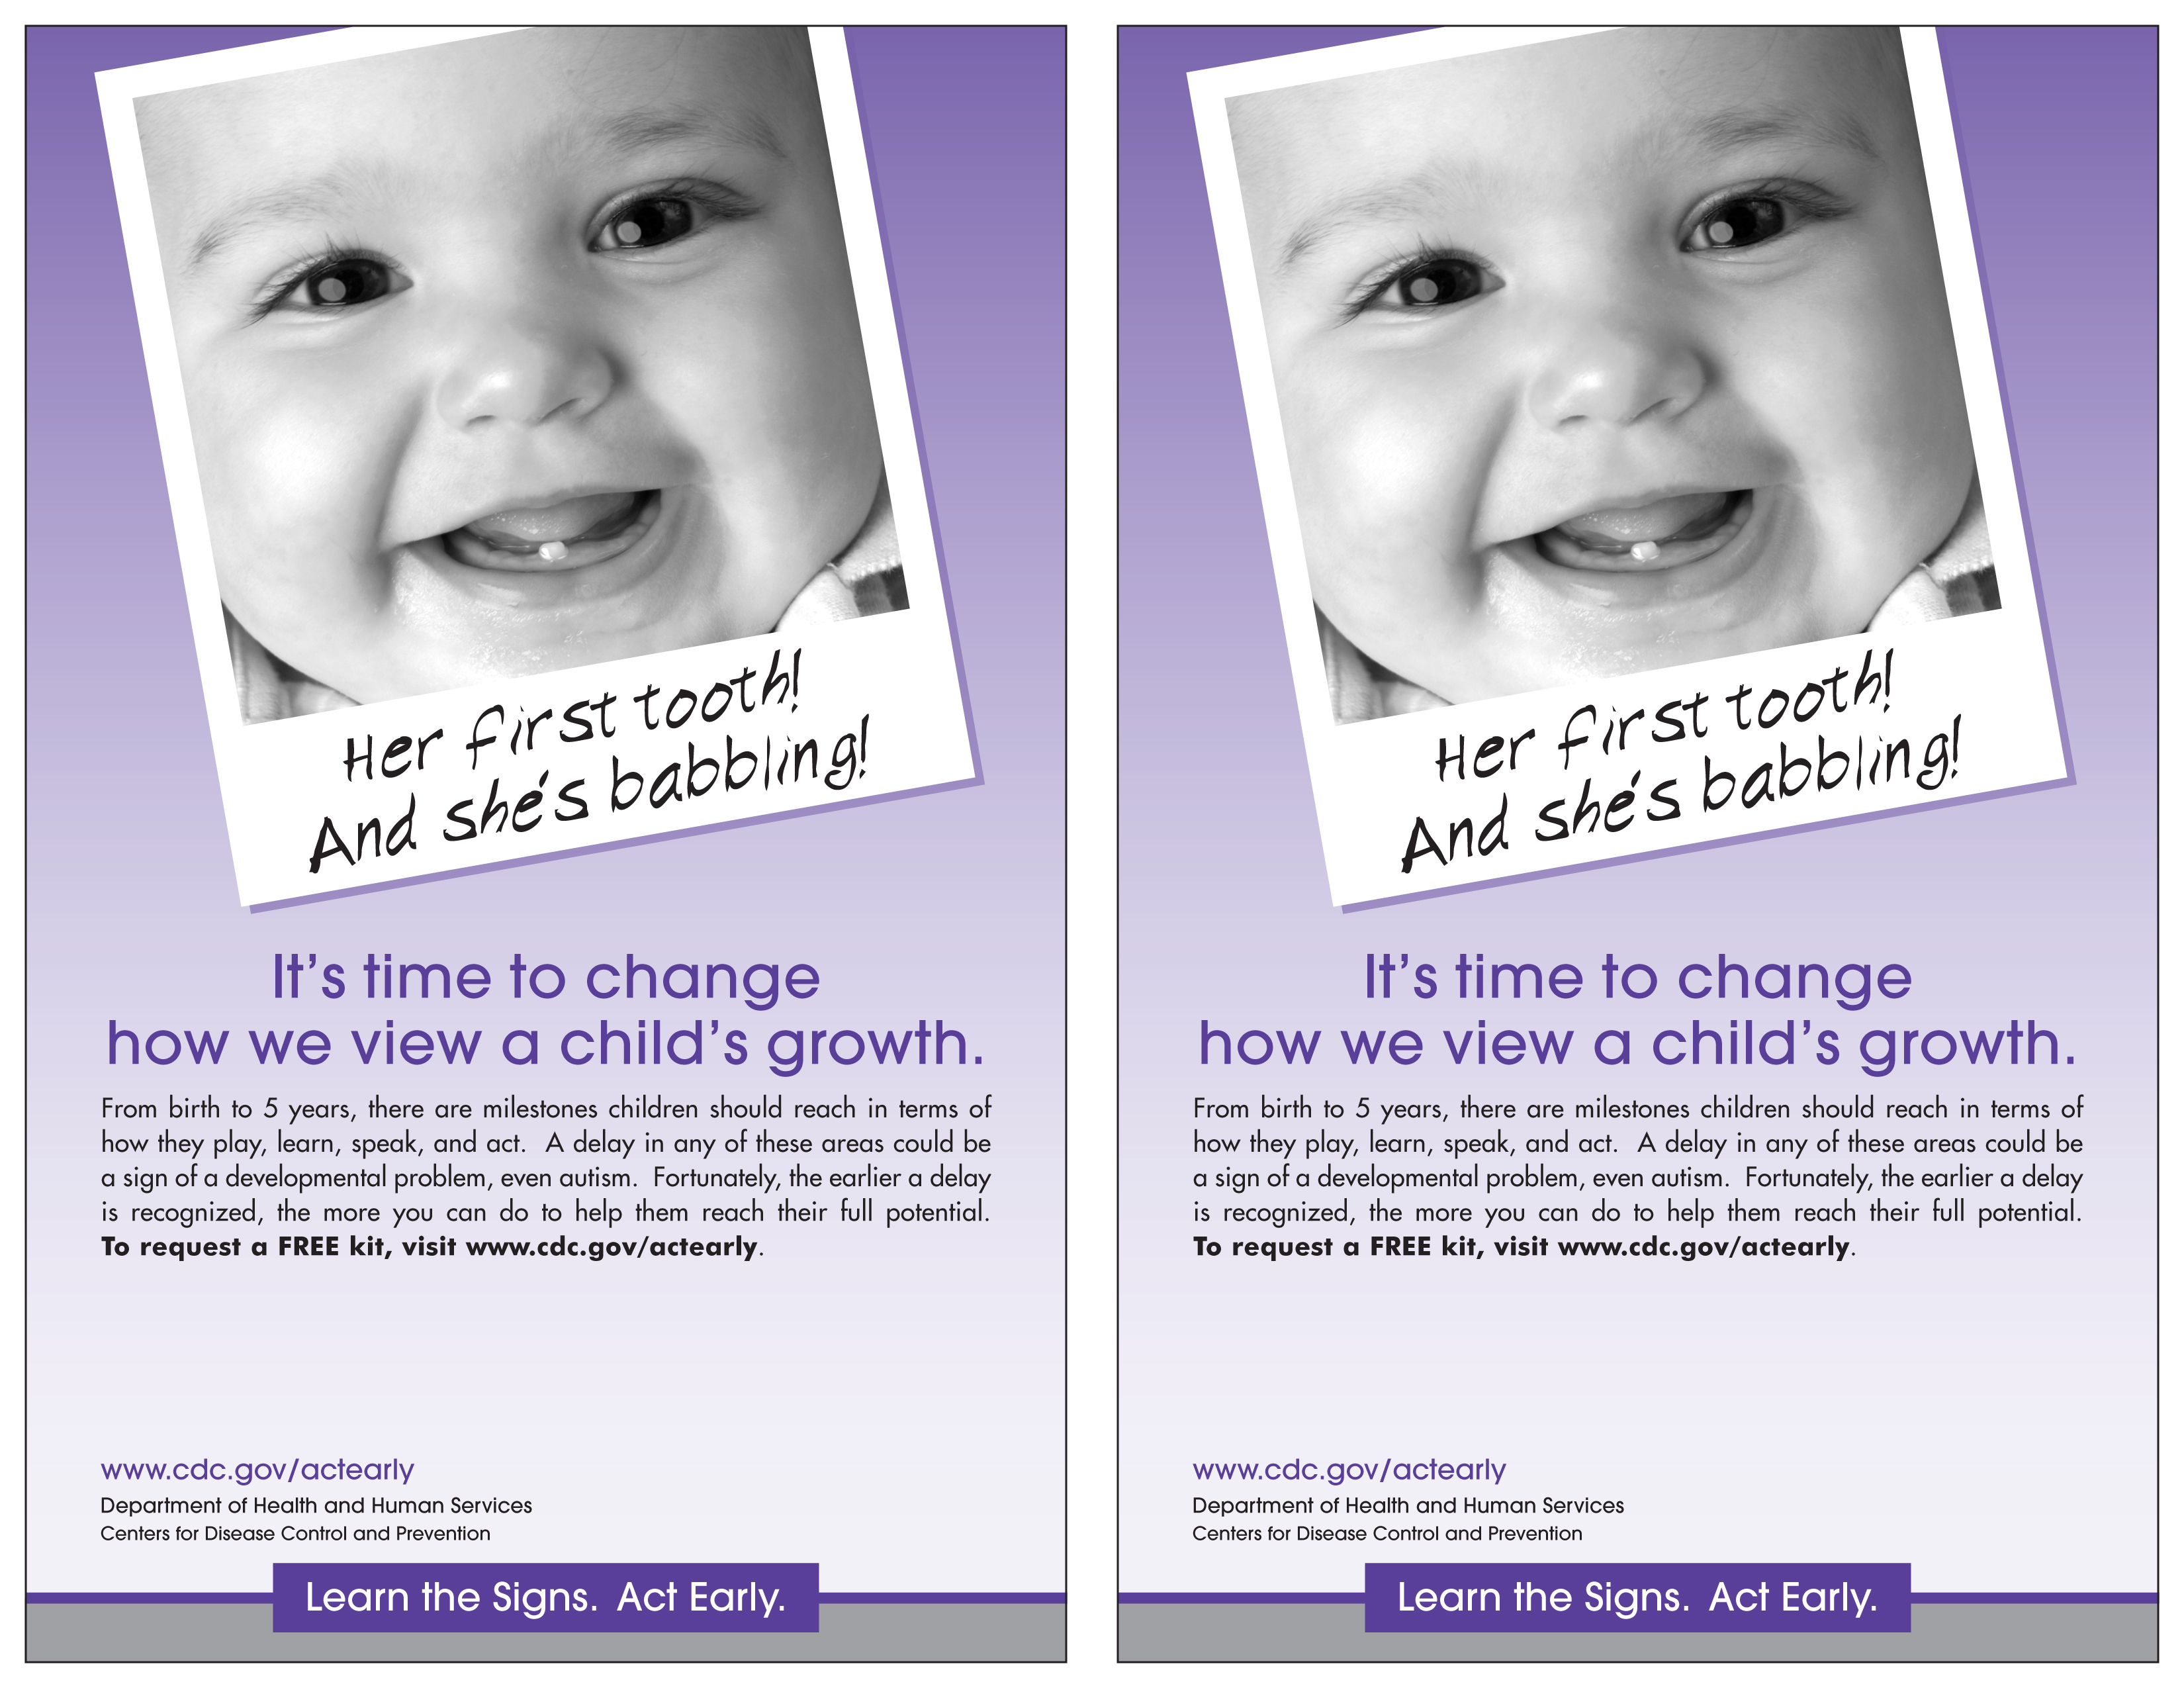 Her first tooth!
And she's babbling!
It's time to change
how we view a child's growth.
From birth to 5 years, there are milestones children should reach in terms of
how they play, learn, speak, and act.  A delay in any of these areas could be
a sign of a developmental problem, even autism.  Fortunately, the earlier a delay
is recognized, the more you can do to help them reach their full potential.
To request a FREE kit, visit www.cdc.gov/actearly.
www.cdc.gov/actearly
Department of Health and Human Services
Centers for Disease Control and Prevention
Learn the Signs.  Act Early.
Her first tooth!
And she's babbling!
It's time to change
how we view a child's growth.
From birth to 5 years, there are milestones children should reach in terms of
how they play, learn, speak, and act.  A delay in any of these areas could be
a sign of a developmental problem, even autism.  Fortunately, the earlier a delay
is recognized, the more you can do to help them reach their full potential.
To request a FREE kit, visit www.cdc.gov/actearly.
www.cdc.gov/actearly
Department of Health and Human Services
Centers for Disease Control and Prevention
Learn the Signs.  Act Early.